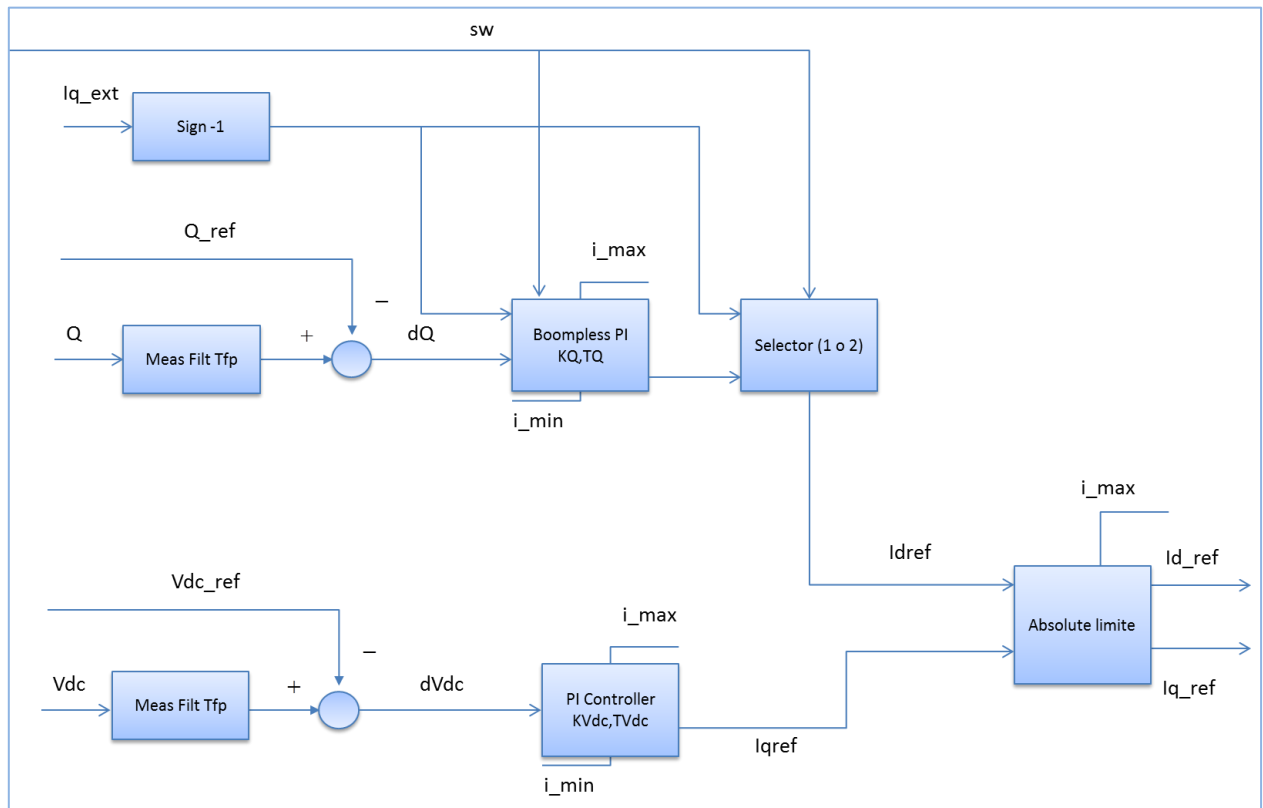 sw
Iq_ext
Sign -1
Q_ref
i_max
−
Q
Meas Filt Tfp
+
dQ
Boompless PI
KQ,TQ
Selector (1 o 2)
i_min
i_max
Idref
Id_ref
Vdc_ref
i_max
Absolute limite
−
Vdc
Meas Filt Tfp
+
dVdc
PI Controller
KVdc,TVdc
Iq_ref
Iqref
i_min